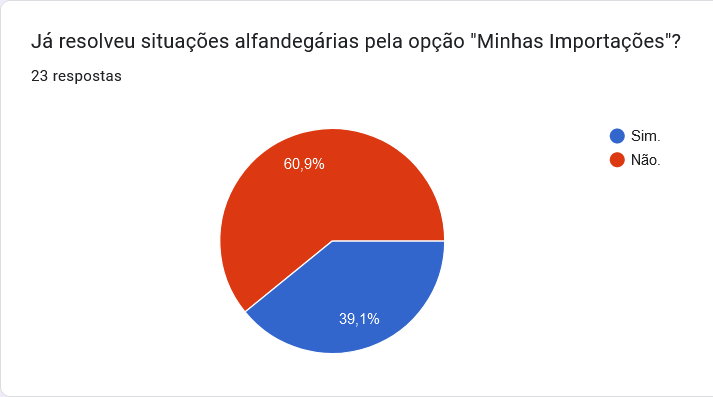 Já resolveu situações alfandegárias pela opção "Minhas Importações"?
23 respostas
Sim.
Não.
60,9%
39,1%